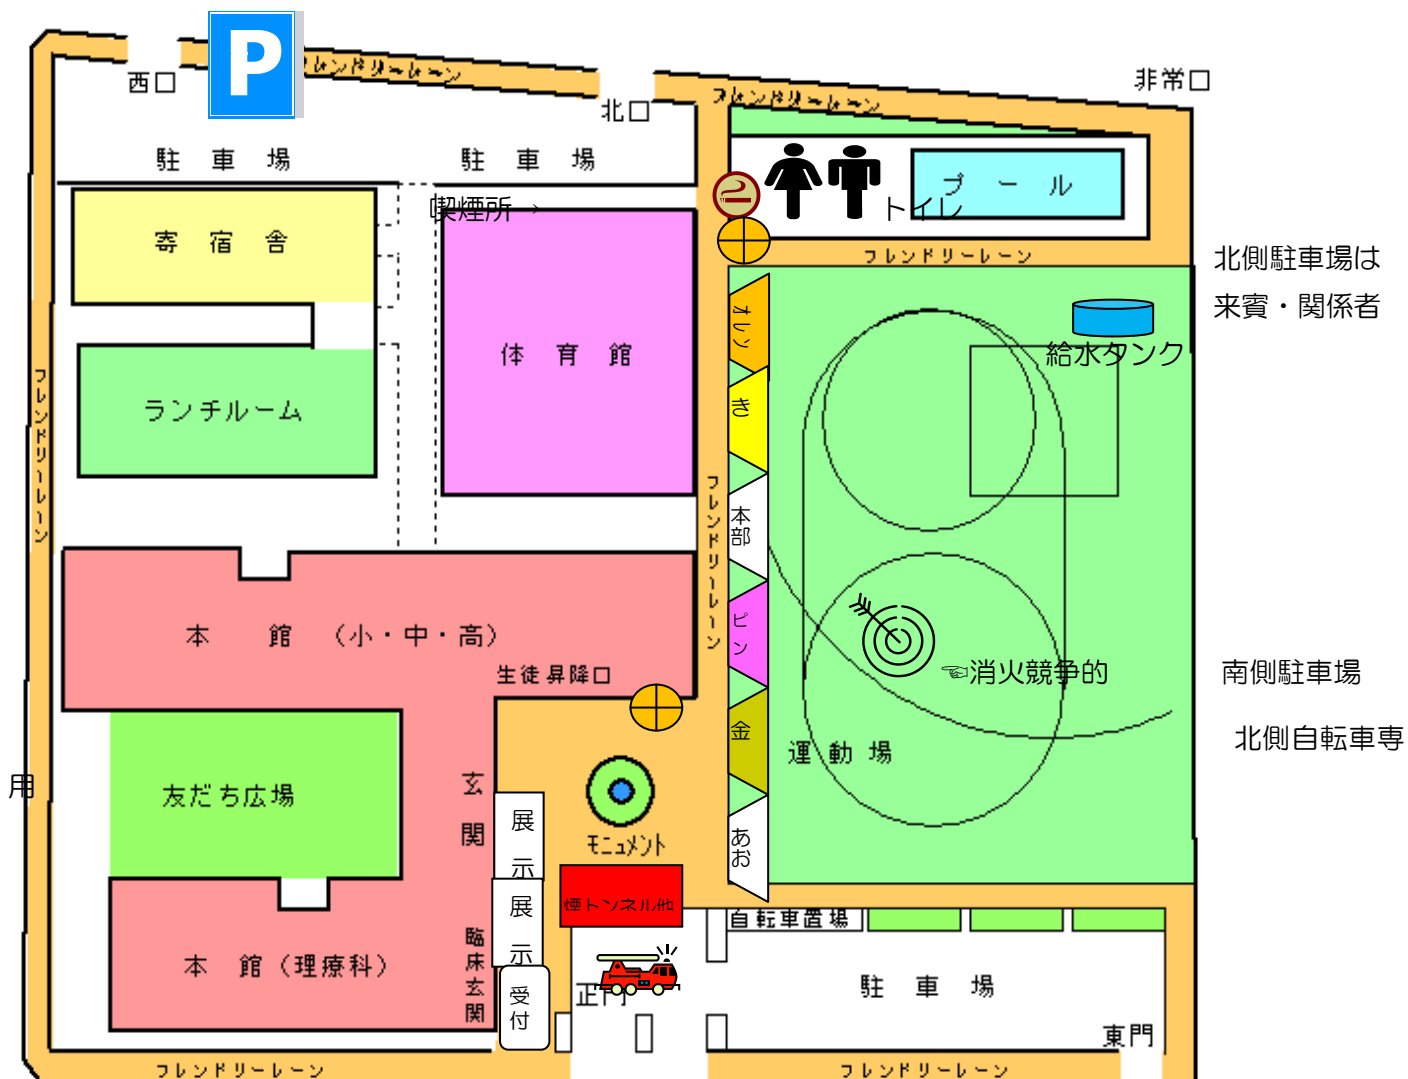 P
フレンドリーレーン
西口
北口
フレンドリーレーン
非常口
駐車場
駐車場
喫煙所→
トイレ
プール
寄宿舎
フレンドリーレーン
北側駐車場は
来賓・関係者
オレン
給水タンク
体育館
ランチルーム
き
フレンドリーレーン
フレンドリーレーン
本部
本館(小・中・高)
ピン
生徒昇降口
☜消火競争的
南側駐車場
金
運動場
北側自転車専
用
友だち広場
玄関
展示
モニュメント
あお
煙トンネル他
展示
自転車置場
臨床玄関
本館(理療科)
受付
正門
駐車場
東門
フレンドリーレーン
フレンドリーレーン